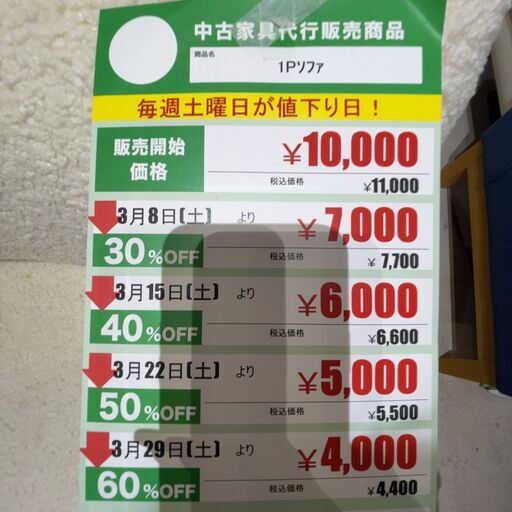 中古家具代行販売商品
商品名
1Pソファ
毎週土曜日が値下り日！
販売開始
価格
¥10,000
税込価格 ¥11,000
3月8日(土) より ¥7,000
30%OFF 税込価格 ¥7,700
3月15日(土) より ¥6,000
40%OFF 税込価格 ¥6,600
3月22日(土) より ¥5,000
50%OFF 税込価格 ¥5,500
3月29日(土) より ¥4,000
60%OFF 税込価格 ¥4,400